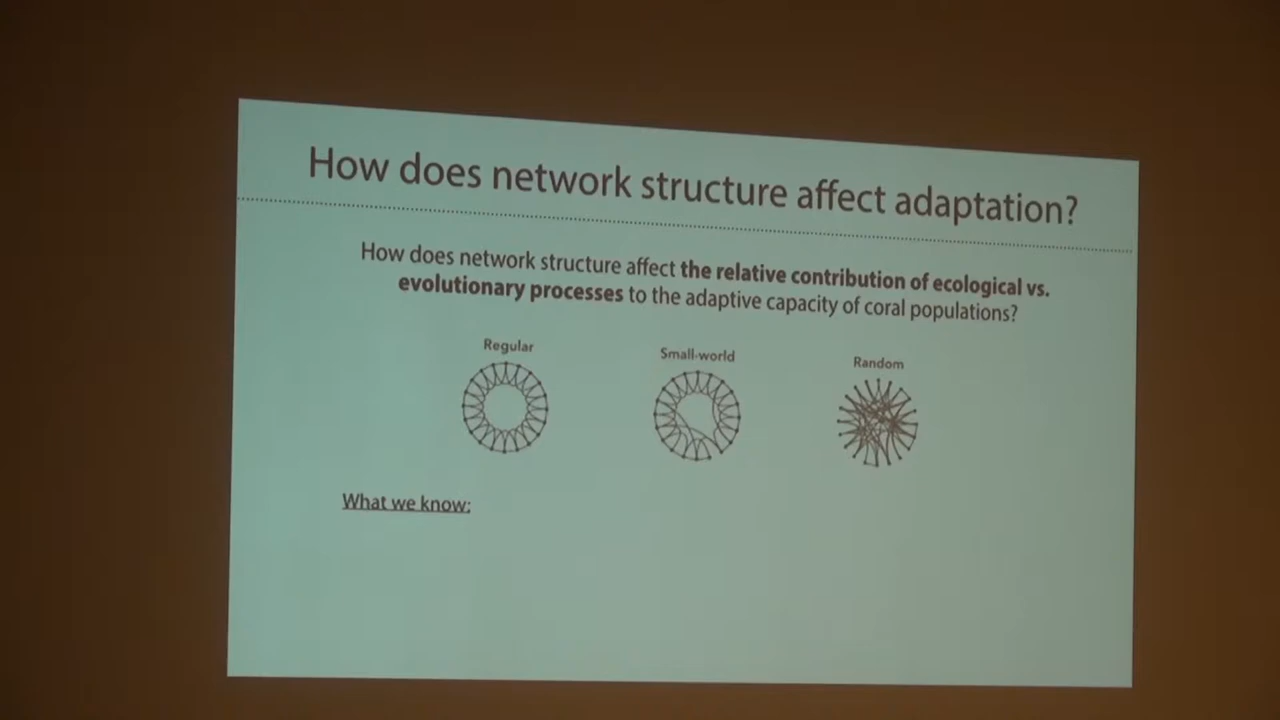 How does network structure affect adaptation?
How does network structure affect the relative contribution of ecological vs.
evolutionary processes to the adaptive capacity of coral populations?
Regular
Small-world
Random
What we know: